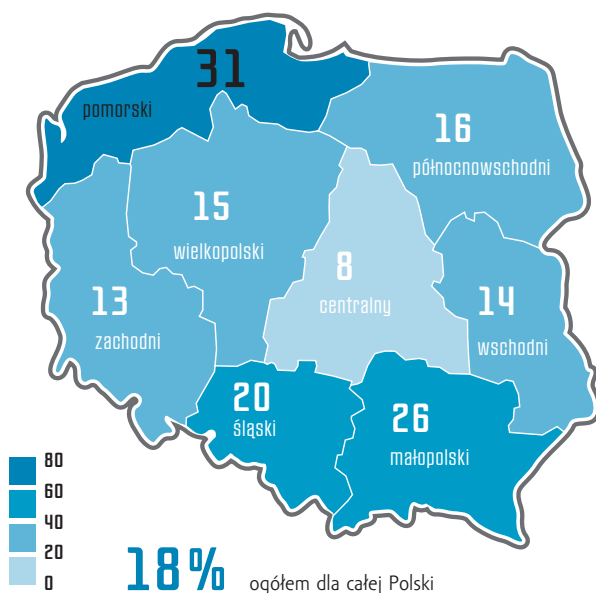 31
pomorski
16
północnowschodni
15
wielkopolski
8
centralny
13
zachodni
14
wschodni
20
śląski
26
małopolski
80
60
40
20
0
18% ogółem dla całej Polski